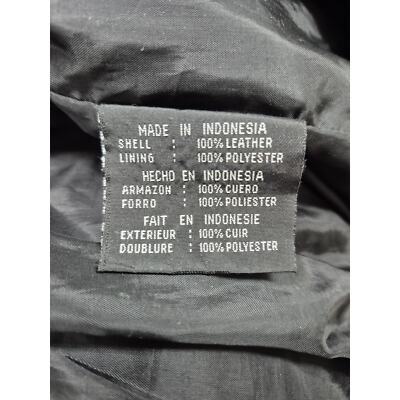 MADE IN INDONESIA
SHELL : 100% LEATHER
LINING : 100% POLYESTER
HECHO EN INDONESIA
ARMAZON : 100% CUERO
FORRO : 100% POLIESTER
FAIT EN INDONESIE
EXTERIEUR : 100% CUIR
DOUBLURE : 100% POLYESTER